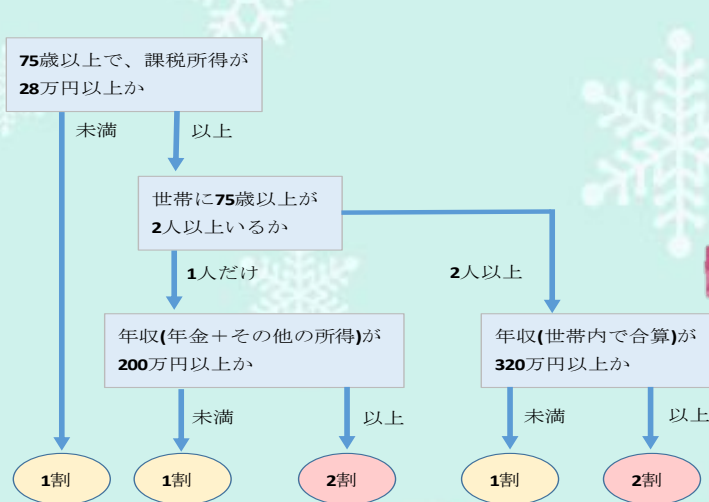 75歳以上で、課税所得が
28万円以上か
未満
以上
世帯に75歳以上が
2人以上いるか
1人だけ
2人以上
年収(年金＋その他の所得)が
200万円以上か
年収(世帯内で合算)が
320万円以上か
未満
以上
未満
以上
1割
1割
2割
1割
2割